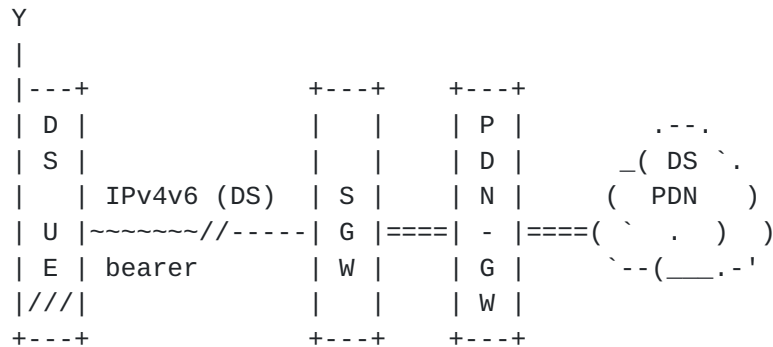 Y
|
|---+                +---+    +---+
| D |                |   |    | P |         .--.
| S |                |   |    | D |       _( DS `.
|   | IPv4v6 (DS)    | S |    | N |      (  PDN   )
| U |~~~~~~~//-----| G |====| - |====( `  .  )  )
| E | bearer         | W |    | G |       `--(___.-'
|///|                |   |    | W |
+---+                +---+    +---+